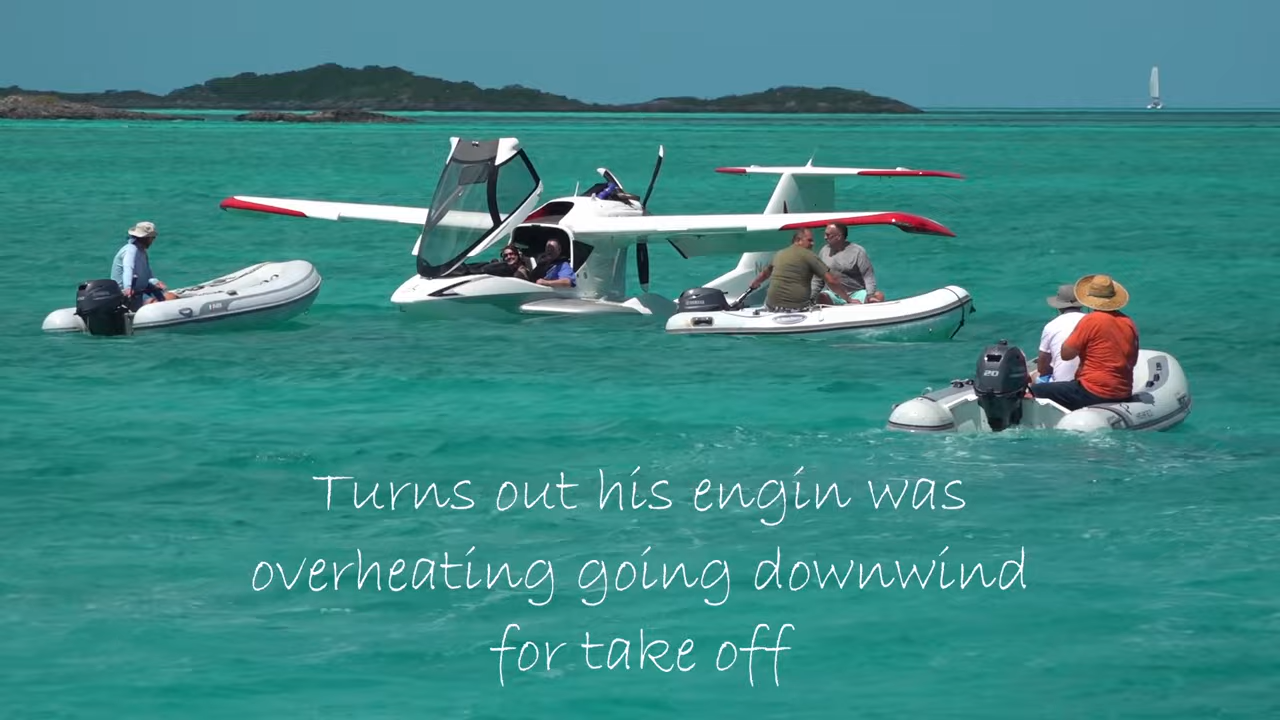 Turns out his engin was
overheating going downwind
for take off
20